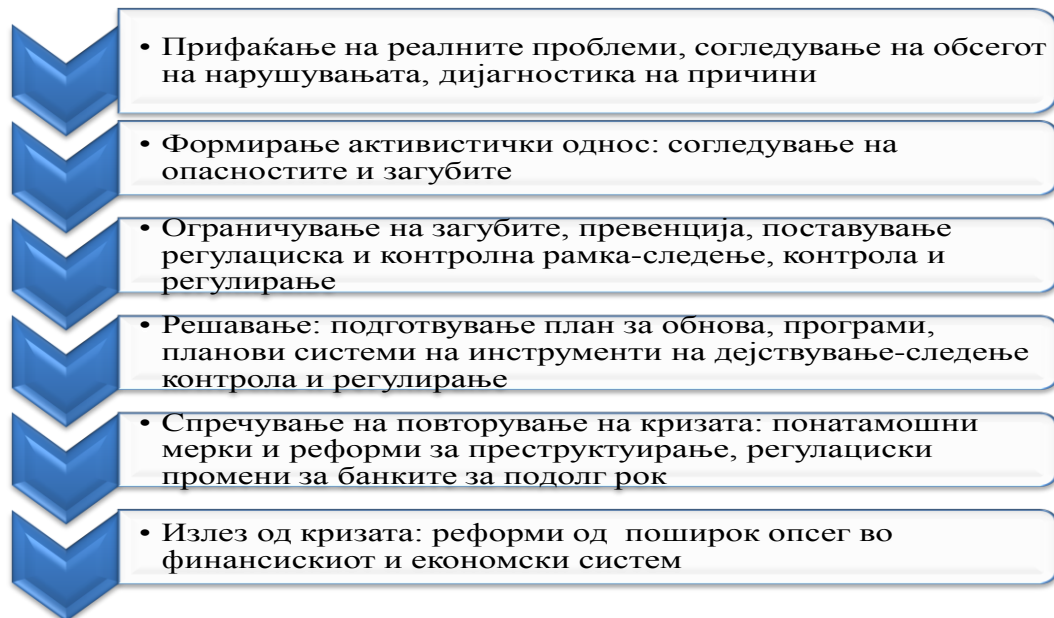 • Прифаќање на реалните проблеми, согледување на обсегот
на нарушувањата, дијагностика на причини
• Формирање активистички однос: согледување на
опасностите и загубите
• Ограничување на загубите, превенција, поставување
регулациска и контролна рамка-следење, контрола и
регулирање
• Решавање: подготвување план за обнова, програми,
планови системи на инструменти на дејствување-следење
контрола и регулирање
• Спречување на повторување на кризата: понатамошни
мерки и реформи за преструктуирање, регулациски
промени за банките за подолг рок
• Излез од кризата: реформи од  поширок опсег во
финансискиот и економски систем